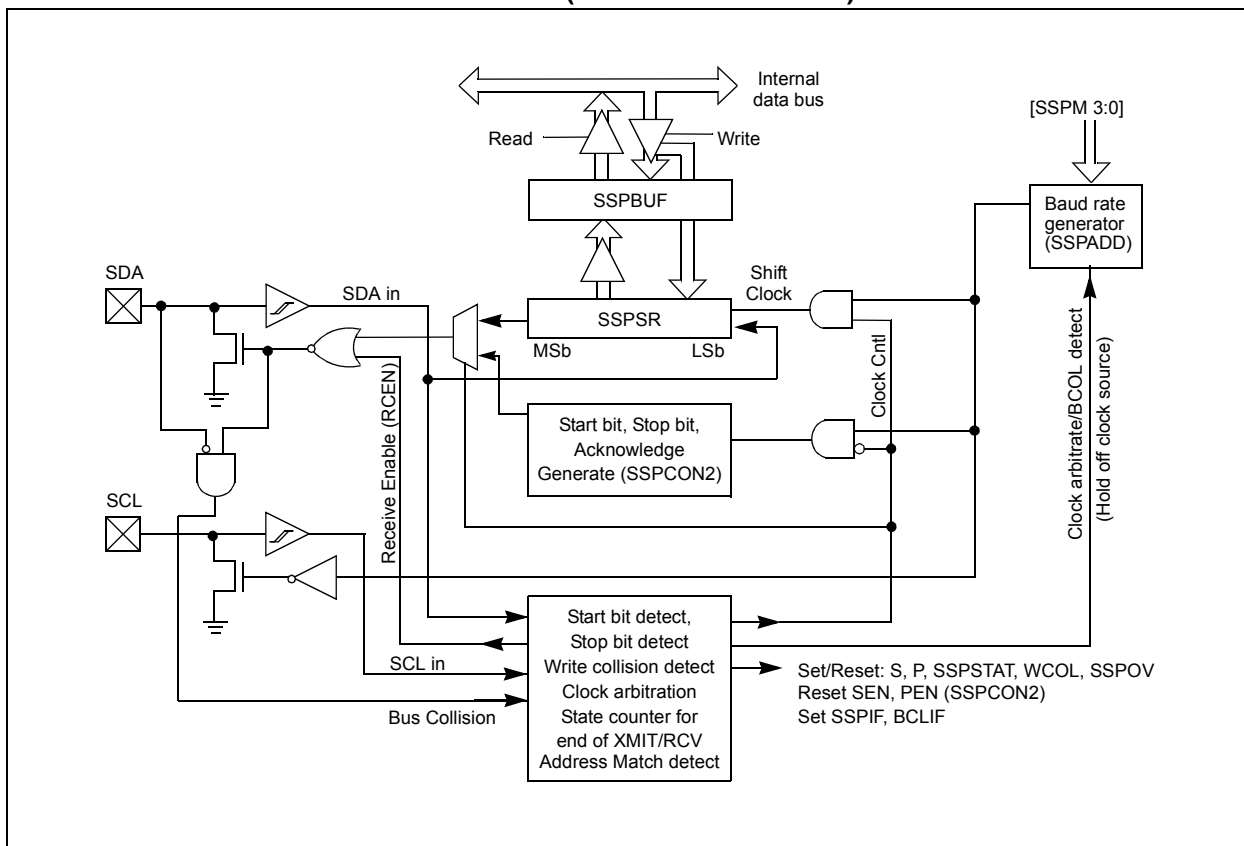 Internal
data bus
[SSPM 3:0]
Read
Write
SSPBUF
Baud rate
generator
(SSPADD)
SDA
Shift
Clock
SDA in
SSPSR
MSb
LSb
Receive Enable (RCEN)
Clock Cntl
Clock arbitrate/BCOL detect
(Hold off clock source)
Start bit, Stop bit,
Acknowledge
Generate (SSPCON2)
SCL
Start bit detect,
Stop bit detect
Write collision detect
Clock arbitration
State counter for
end of XMIT/RCV
Address Match detect
SCL in
Bus Collision
Set/Reset: S, P, SSPSTAT, WCOL, SSPOV
Reset SEN, PEN (SSPCON2)
Set SSPIF, BCLIF